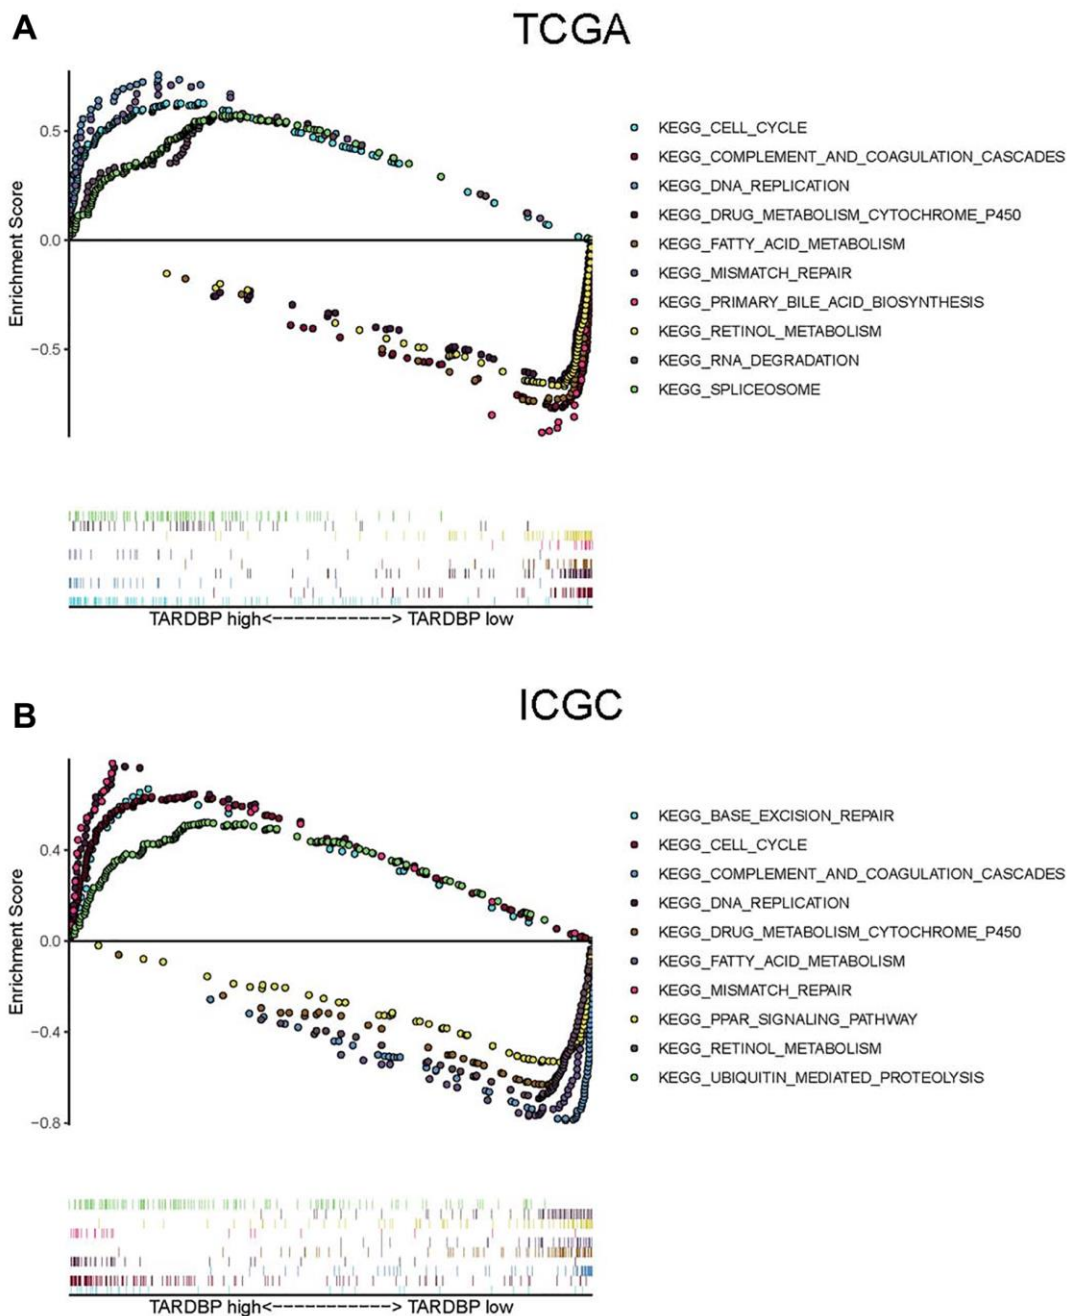 A
TCGA
0.5
0.0
−0.5
Enrichment Score
KEGG_CELL_CYCLE
KEGG_COMPLEMENT_AND_COAGULATION_CASCADES
KEGG_DNA_REPLICATION
KEGG_DRUG_METABOLISM_CYTOCHROME_P450
KEGG_FATTY_ACID_METABOLISM
KEGG_MISMATCH_REPAIR
KEGG_PRIMARY_BILE_ACID_BIOSYNTHESIS
KEGG_RETINOL_METABOLISM
KEGG_RNA_DEGRADATION
KEGG_SPLICEOSOME
TARDBP high<------------> TARDBP low
B
ICGC
0.4
0.0
−0.4
−0.8
Enrichment Score
KEGG_BASE_EXCISION_REPAIR
KEGG_CELL_CYCLE
KEGG_COMPLEMENT_AND_COAGULATION_CASCADES
KEGG_DNA_REPLICATION
KEGG_DRUG_METABOLISM_CYTOCHROME_P450
KEGG_FATTY_ACID_METABOLISM
KEGG_MISMATCH_REPAIR
KEGG_PPAR_SIGNALING_PATHWAY
KEGG_RETINOL_METABOLISM
KEGG_UBIQUITIN_MEDIATED_PROTEOLYSIS
TARDBP high<------------> TARDBP low